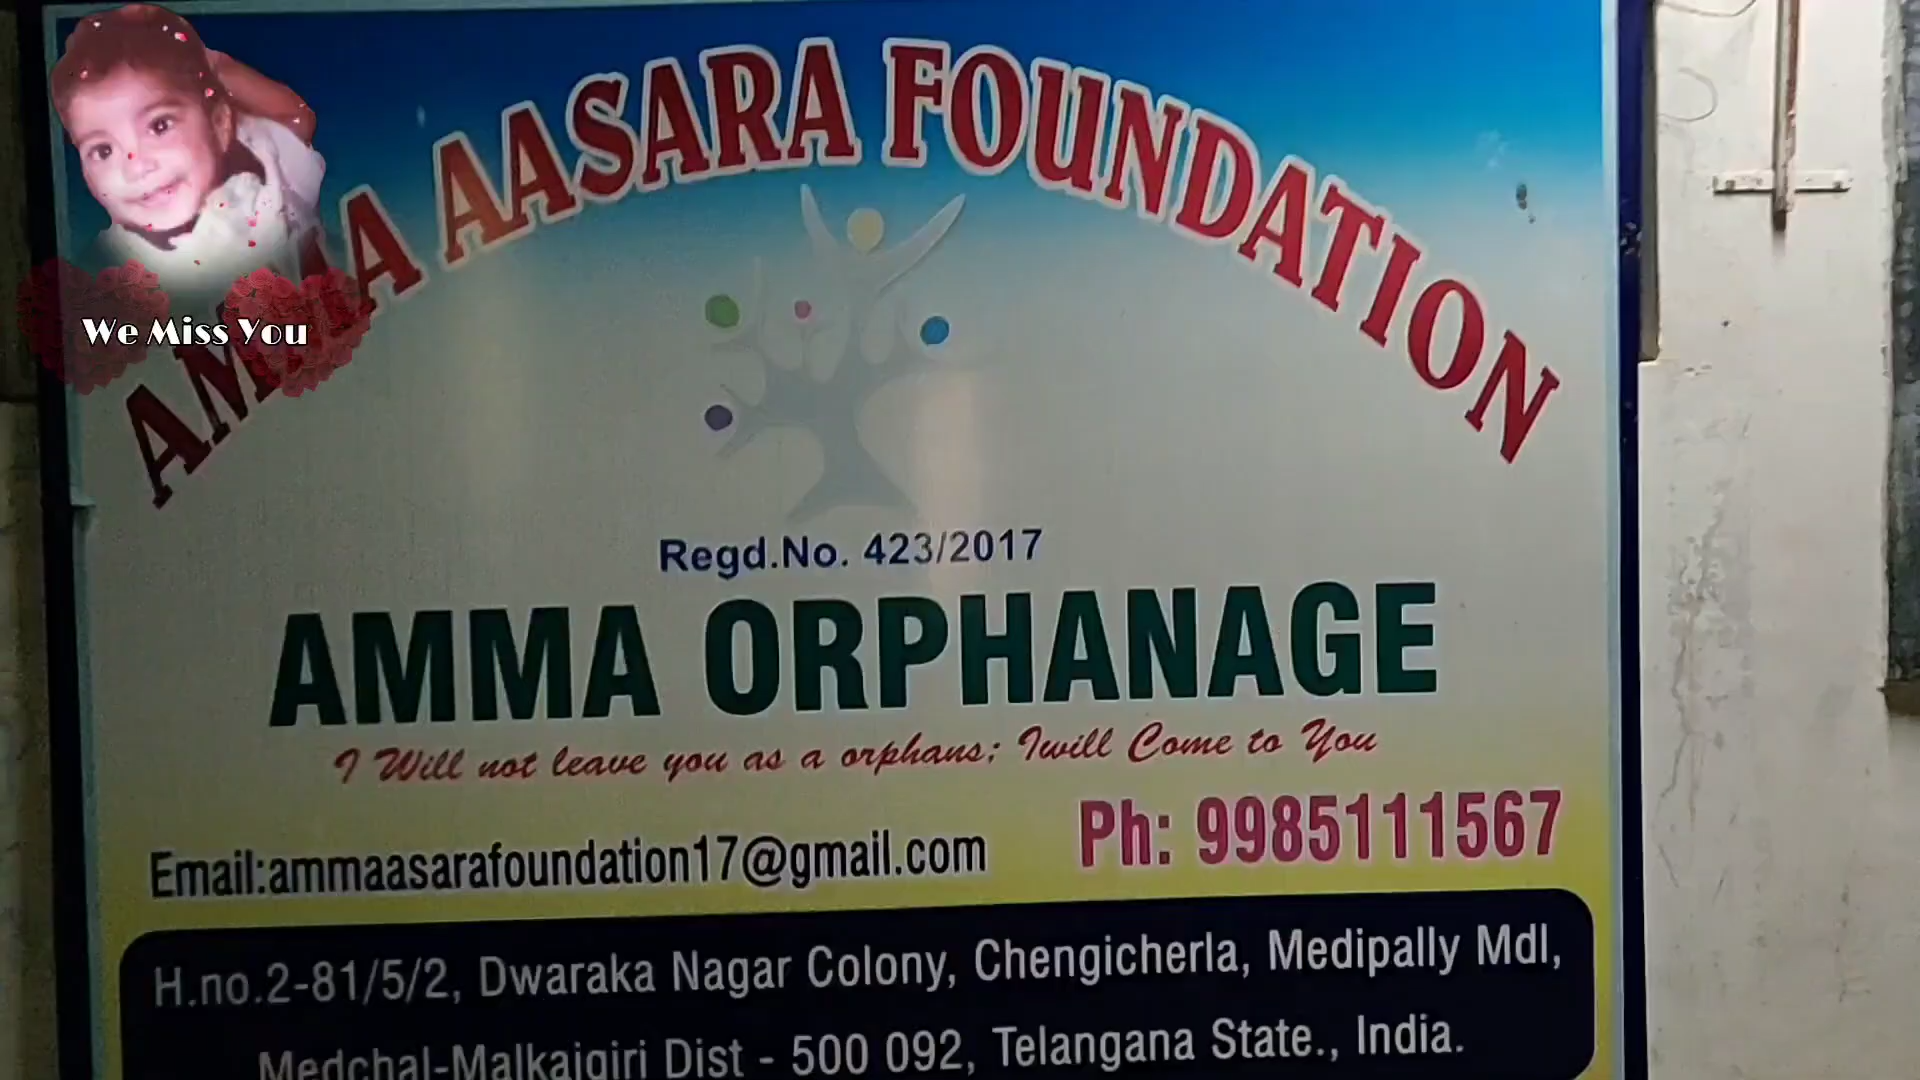 AMMA AASARA FOUNDATION
We Miss You
Regd.No. 423/2017
AMMA ORPHANAGE
I Will not leave you as a orphans; Iwill Come to You
Ph: 9985111567
Email:ammaasarafoundation17@gmail.com
H.no.2-81/5/2, Dwaraka Nagar Colony, Chengicherla, Medipally Mdl,
Medchal-Malkajgiri Dist - 500 092, Telangana State., India.